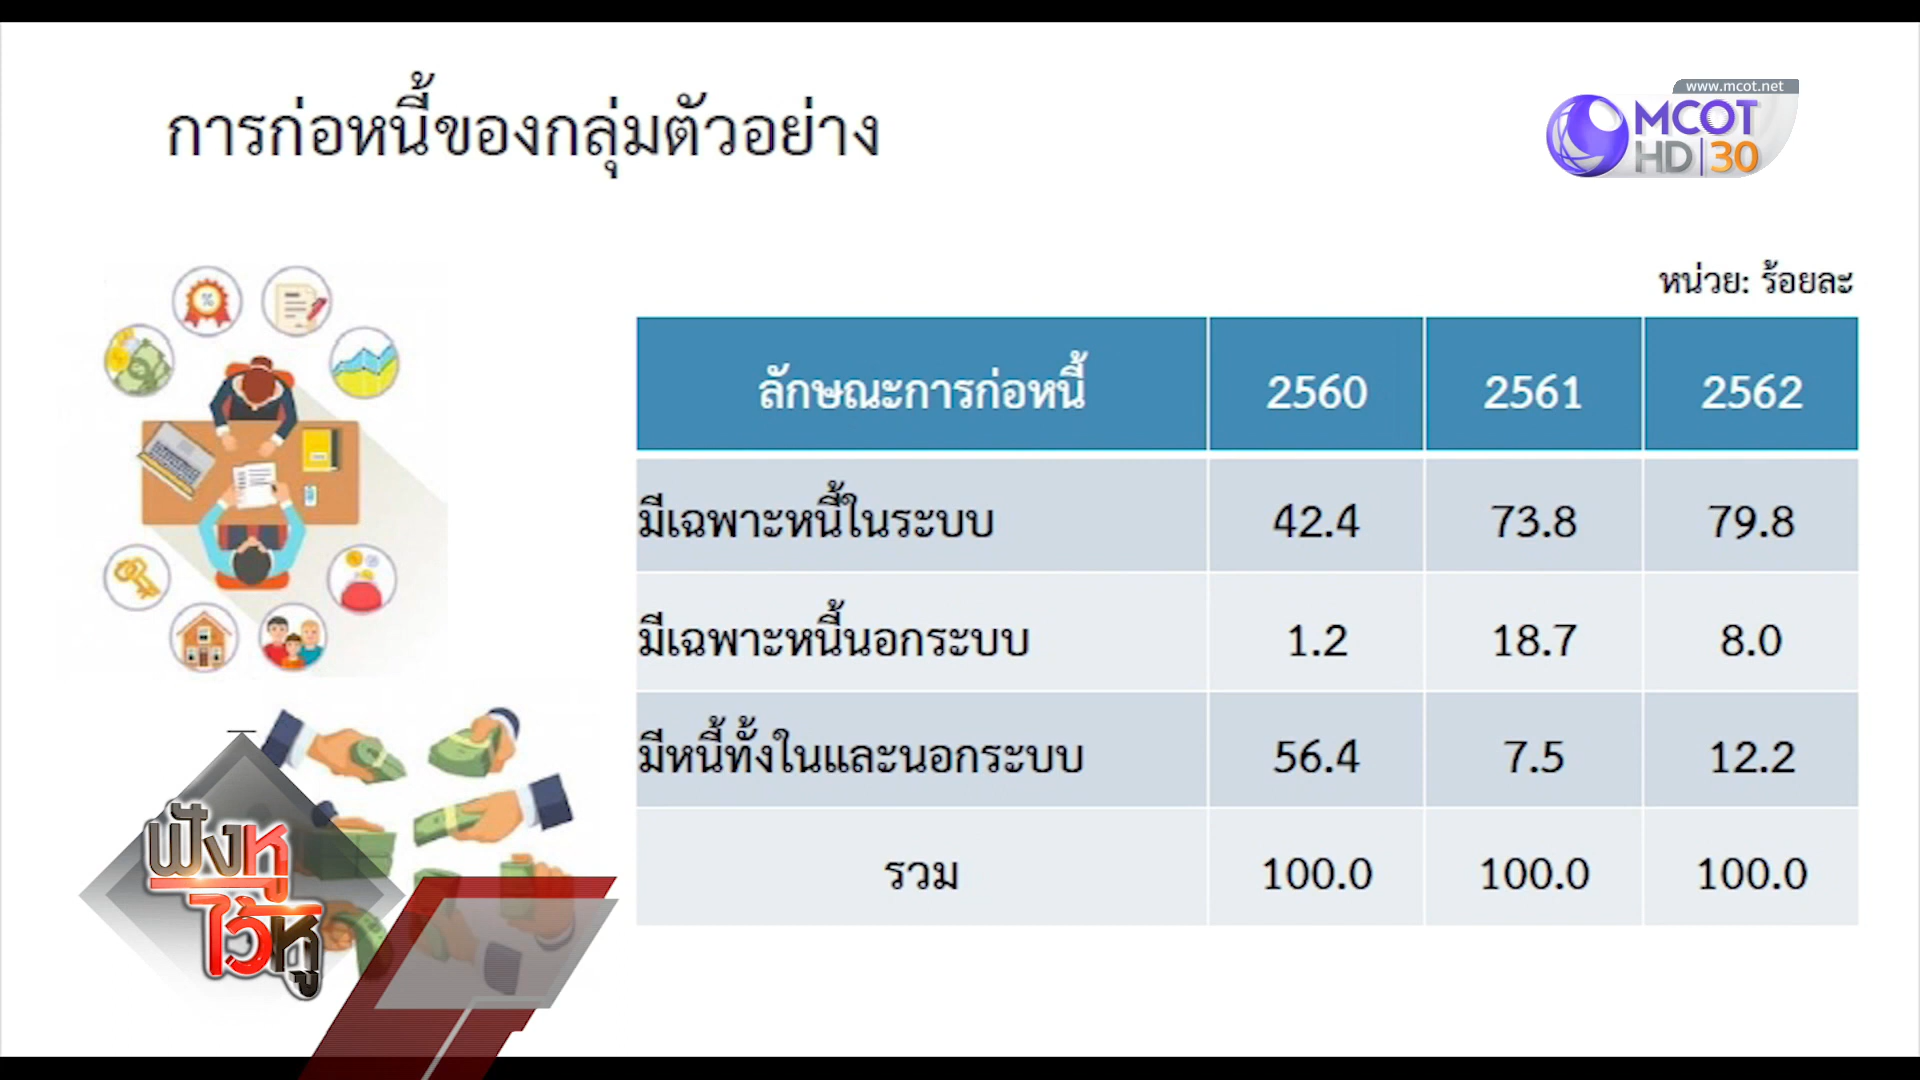 www.mcot.net
MCOT
HD 30
การก่อหนี้ของกลุ่มตัวอย่าง
หน่วย: ร้อยละ
ลักษณะการก่อหนี้ 2560 2561 2562
มีเฉพาะหนี้ในระบบ 42.4 73.8 79.8
มีเฉพาะหนี้นอกระบบ 1.2 18.7 8.0
มีหนี้ทั้งในและนอกระบบ 56.4 7.5 12.2
รวม 100.0 100.0 100.0
ฟังหู
ไว้หู